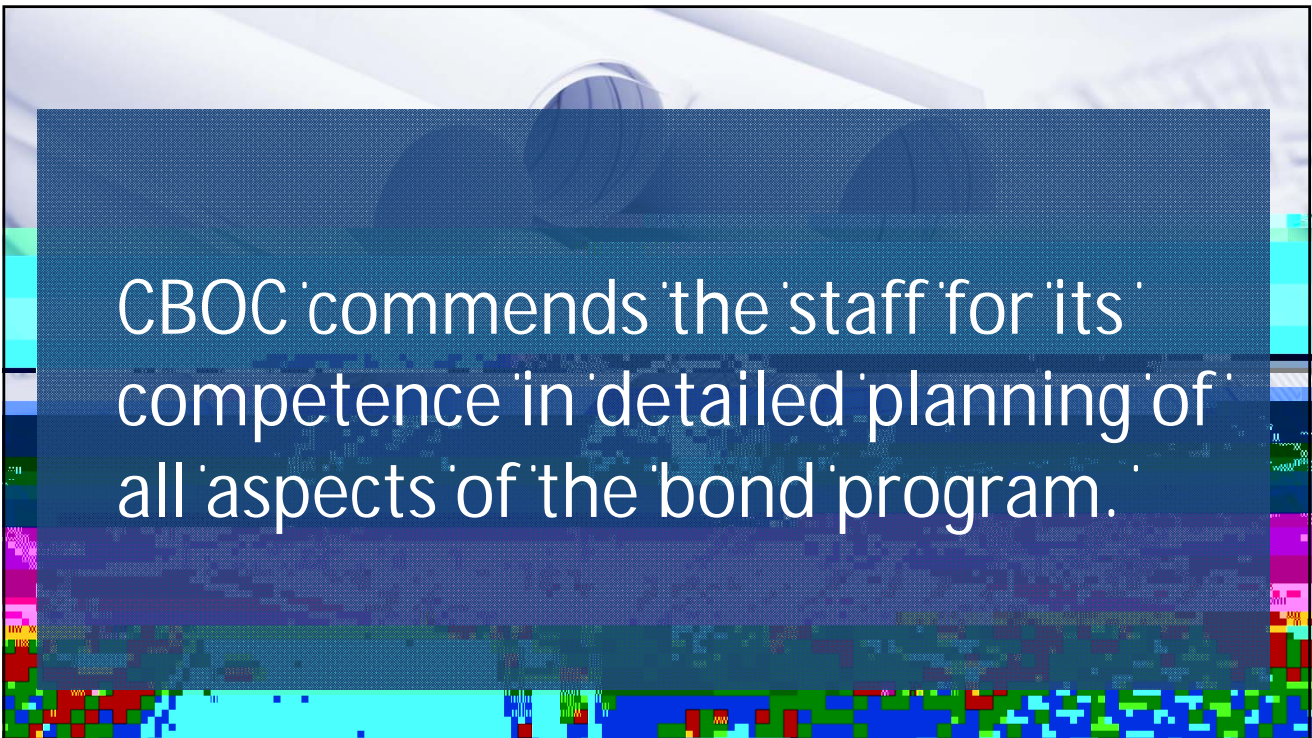 CBOC commends the staff for its
competence in detailed planning of
all aspects of the bond program.